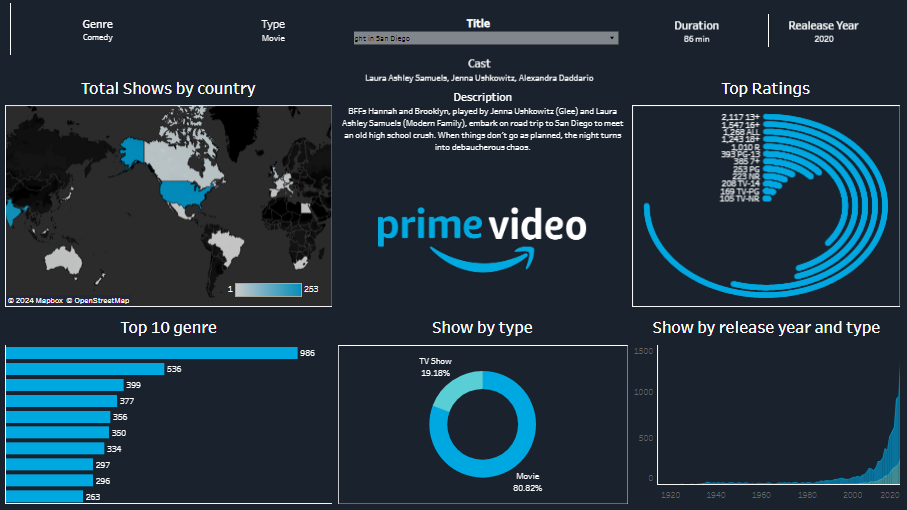 Genre
Comedy
Type
Movie
Title
ght in San Diego
Duration
86 min
Realease Year
2020
Cast
Laura Ashley Samuels, Jenna Ushkowitz, Alexandra Daddario
Description
BFFs Hannah and Brooklyn, played by Jenna Ushkowitz (Glee) and Laura
Ashley Samuels (Modern Family), embark on road trip to San Diego to meet
an old high school crush. When things don't go as planned, the night turns
into debaucherous chaos.
Total Shows by country
1
253
© 2024 Mapbox © OpenStreetMap
prime video
Top Ratings
2,117 13+
1,547 16+
1,268 ALL
1,243 18+
1,010 R
393 PG-13
385 7+
253 PG
223 NR
208 TV-14
169 TV-PG
105 TV-NR
Top 10 genre
986
536
399
377
356
350
334
297
296
263
Show by type
TV Show
19.18%
Movie
80.82%
Show by release year and type
1500
1000
500
0
1920
1940
1960
1980
2000
2020